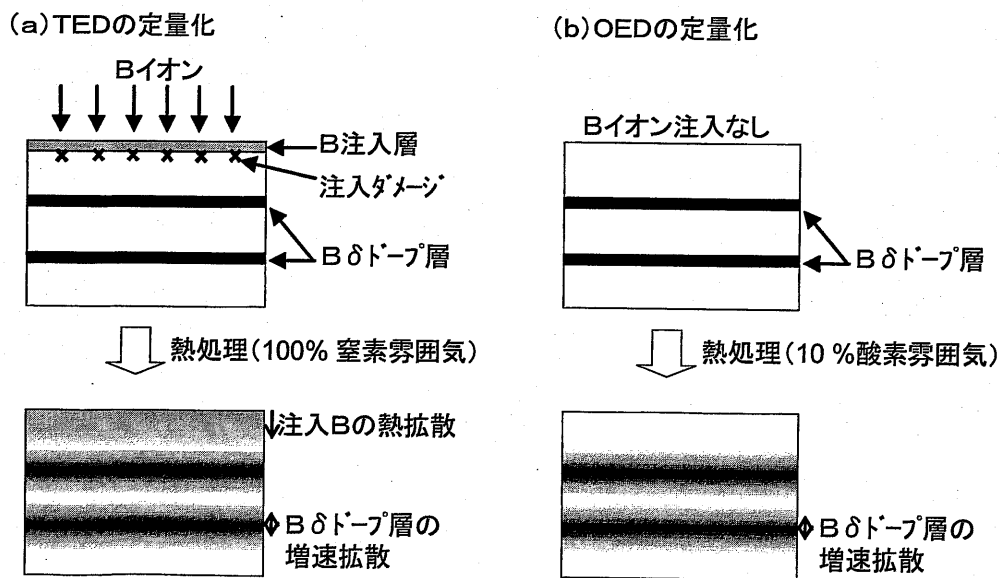 (a)TEDの定量化
Bイオン
B注入層
注入ダメージ
Bδドープ層
熱処理(100% 窒素雰囲気)
注入Bの熱拡散
Bδドープ層の
増速拡散
(b)OEDの定量化
Bイオン注入なし
Bδドープ層
熱処理(10 %酸素雰囲気)
Bδドープ層の
増速拡散